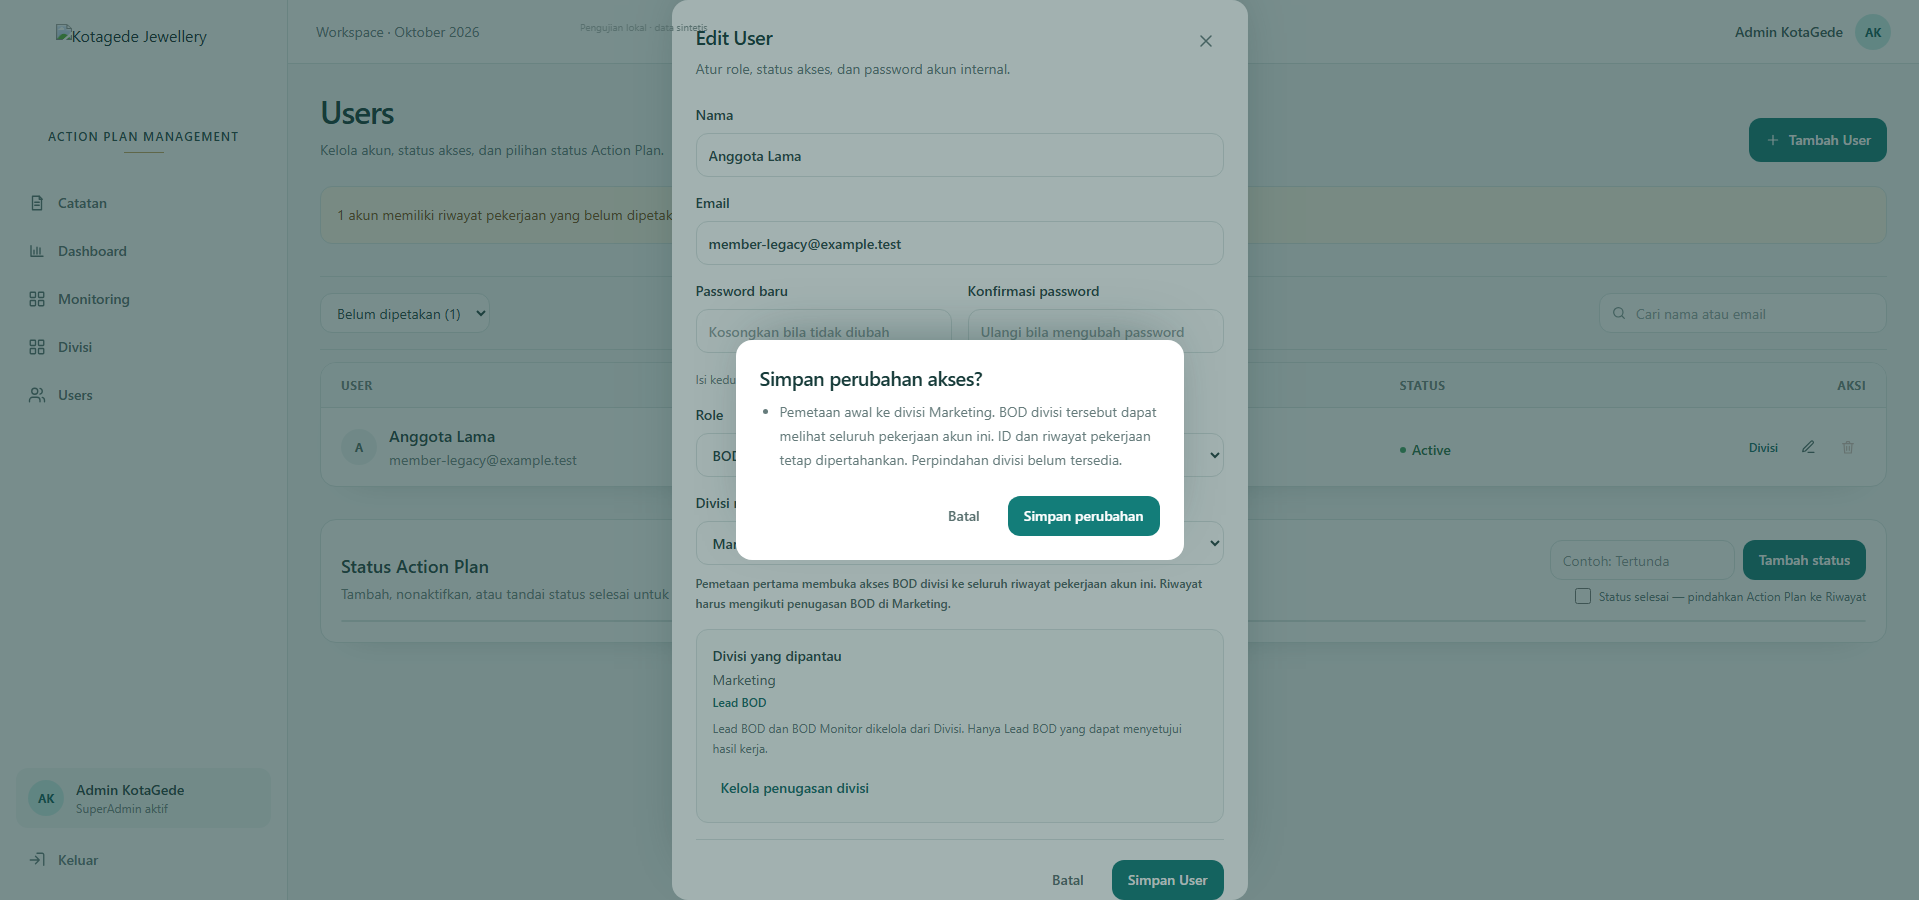 Kotagede Jewellery
ACTION PLAN MANAGEMENT
Catatan
Dashboard
Monitoring
Divisi
Users
AK
Admin KotaGede
SuperAdmin aktif
Keluar
Workspace · Oktober 2026
Pengujian lokal · data sintetis
Admin KotaGede
AK
Users
Kelola akun, status akses, dan pilihan status Action Plan.
Tambah User
1 akun memiliki riwayat pekerjaan yang belum dipetak
Belum dipetakan (1)
Cari nama atau email
USER
STATUS
AKSI
A
Anggota Lama
member-legacy@example.test
Active
Divisi
Status Action Plan
Tambah, nonaktifkan, atau tandai status selesai untuk
Contoh: Tertunda
Tambah status
Status selesai — pindahkan Action Plan ke Riwayat
Edit User
Atur role, status akses, dan password akun internal.
Nama
Anggota Lama
Email
member-legacy@example.test
Password baru
Konfirmasi password
Kosongkan bila tidak diubah
Ulangi bila mengubah password
Isi kedu
Role
BOD
Divisi
Mar
Pemetaan pertama membuka akses BOD divisi ke seluruh riwayat pekerjaan akun ini. Riwayat
harus mengikuti penugasan BOD di Marketing.
Divisi yang dipantau
Marketing
Lead BOD
Lead BOD dan BOD Monitor dikelola dari Divisi. Hanya Lead BOD yang dapat menyetujui
hasil kerja.
Kelola penugasan divisi
Batal
Simpan User
Simpan perubahan akses?
• Pemetaan awal ke divisi Marketing. BOD divisi tersebut dapat
melihat seluruh pekerjaan akun ini. ID dan riwayat pekerjaan
tetap dipertahankan. Perpindahan divisi belum tersedia.
Batal
Simpan perubahan